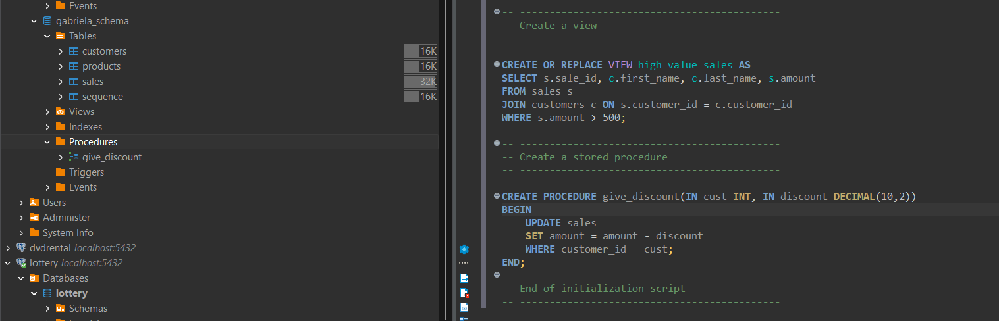 Events
gabriela_schema
Tables
customers 16K
products 16K
sales 32K
sequence 16K
Views
Indexes
Procedures
give_discount
Triggers
Events
Users
Administer
System Info
dvdrental localhost:5432
lottery localhost:5432
Databases
lottery
Schemas
-- --------------------------------------------
-- Create a view
-- --------------------------------------------
CREATE OR REPLACE VIEW high_value_sales AS
SELECT s.sale_id, c.first_name, c.last_name, s.amount
FROM sales s
JOIN customers c ON s.customer_id = c.customer_id
WHERE s.amount > 500;
-- --------------------------------------------
-- Create a stored procedure
-- --------------------------------------------
CREATE PROCEDURE give_discount(IN cust INT, IN discount DECIMAL(10,2))
BEGIN
UPDATE sales
SET amount = amount - discount
WHERE customer_id = cust;
END;
-- --------------------------------------------
-- End of initialization script
-- --------------------------------------------